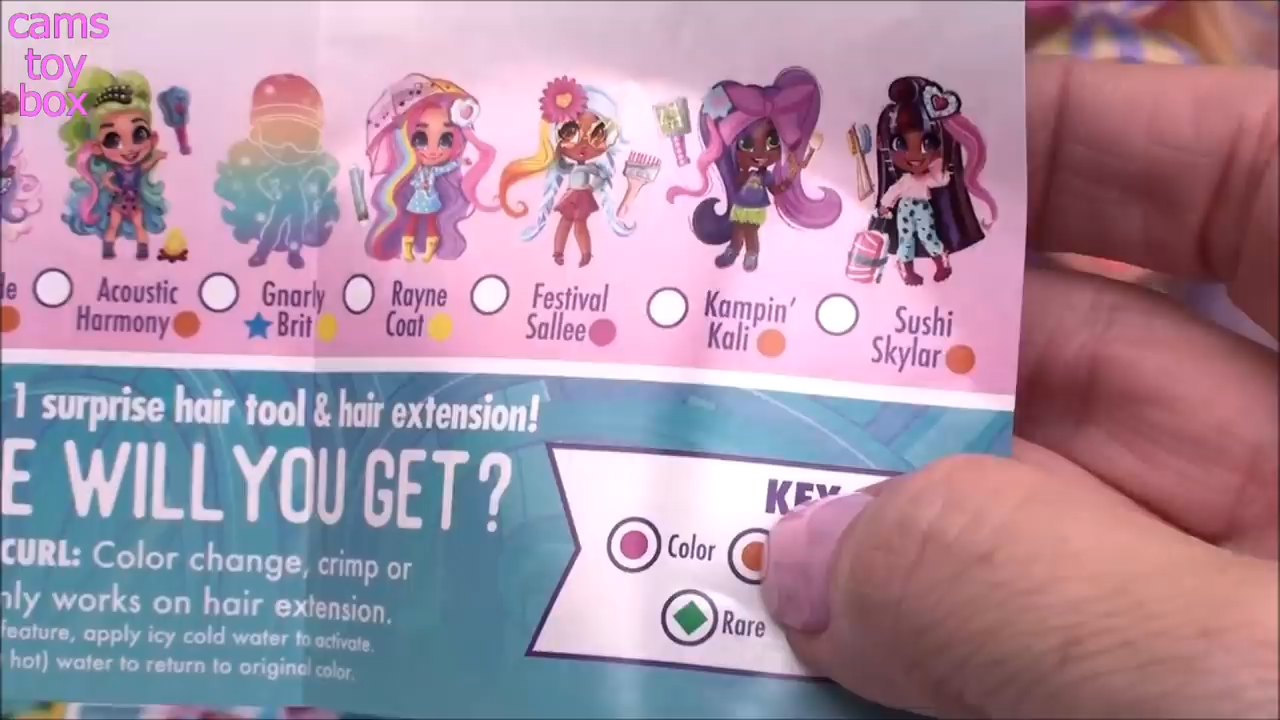 cams
toy
box
Acoustic
Harmony
Gnarly
Brit
Rayne
Coat
Festival
Sallee
Kampin'
Kali
Sushi
Skylar
1 surprise hair tool & hair extension!
WILL YOU GET?
CURL: Color change, crimp or
works on hair extension.
feature, apply icy cold water to activate.
hot) water to return to original color.
KEY
Color
Rare